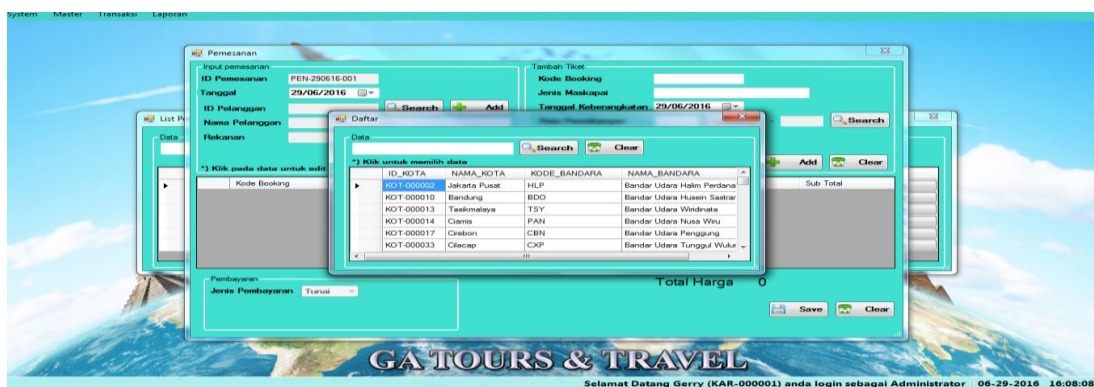 System Master Transaksi Laporan
Pemesanan
Input pemesanan
ID Pemesanan PEN-290616-001
Tanggal 29/06/2016
ID Pelanggan Search Add
Nama Pelanggan
Rekanan
*) Klik pada data untuk edit
Tambah Tiket
Kode Booking
Jenis Maskapai
Tanggal Keberangkatan 29/06/2016
- Search
Add Clear
List
Data
Daftar
Data
Search Clear
*) Klik untuk memilih data
ID_KOTA NAMA_KOTA KODE_BANDARA NAMA_BANDARA
KOT-000002 Jakarta Pusat HLP Bandar Udara Halim Perdana
KOT-000010 Bandung BDO Bandar Udara Husein Sastrar
KOT-000013 Tasikmalaya TSY Bandar Udara Wiridinata
KOT-000014 Ciamis PAN Bandar Udara Nusa Wiru
KOT-000017 Cirebon CBN Bandar Udara Penggung
KOT-000033 Cilacap CXP Bandar Udara Tunggul Wulur
Kode Booking Sub Total
Pembayaran
Jenis Pembayaran Tunai
Total Harga 0
Save Clear
GA TOURS & TRAVEL
Selamat Datang Gerry (KAR-000001) anda login sebagai Administrator 06-29-2016 16:08:08